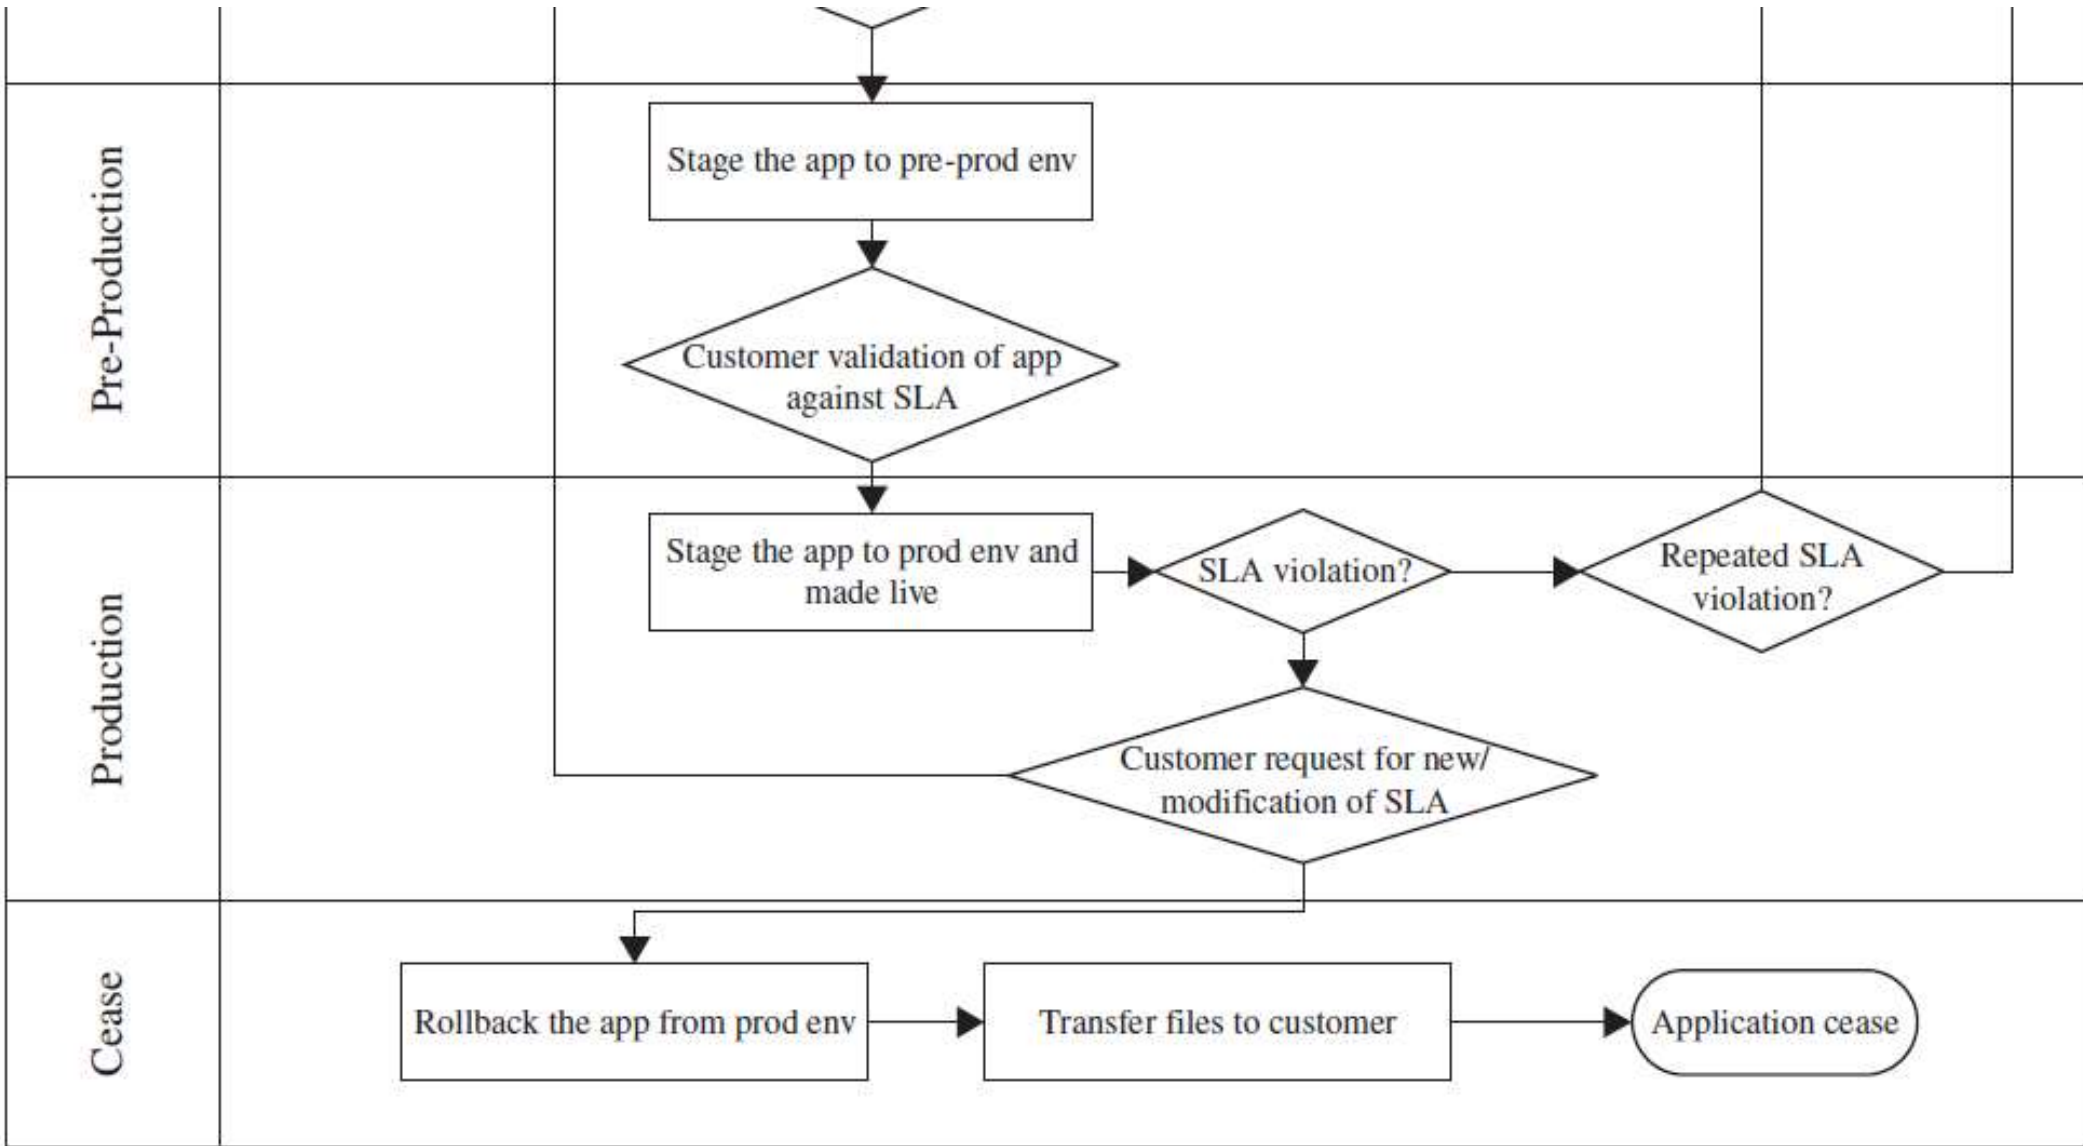 Pre-Production
Stage the app to pre-prod env
Customer validation of app
against SLA
Production
Stage the app to prod env and
made live
SLA violation?
Repeated SLA
violation?
Customer request for new/
modification of SLA
Cease
Rollback the app from prod env
Transfer files to customer
Application cease